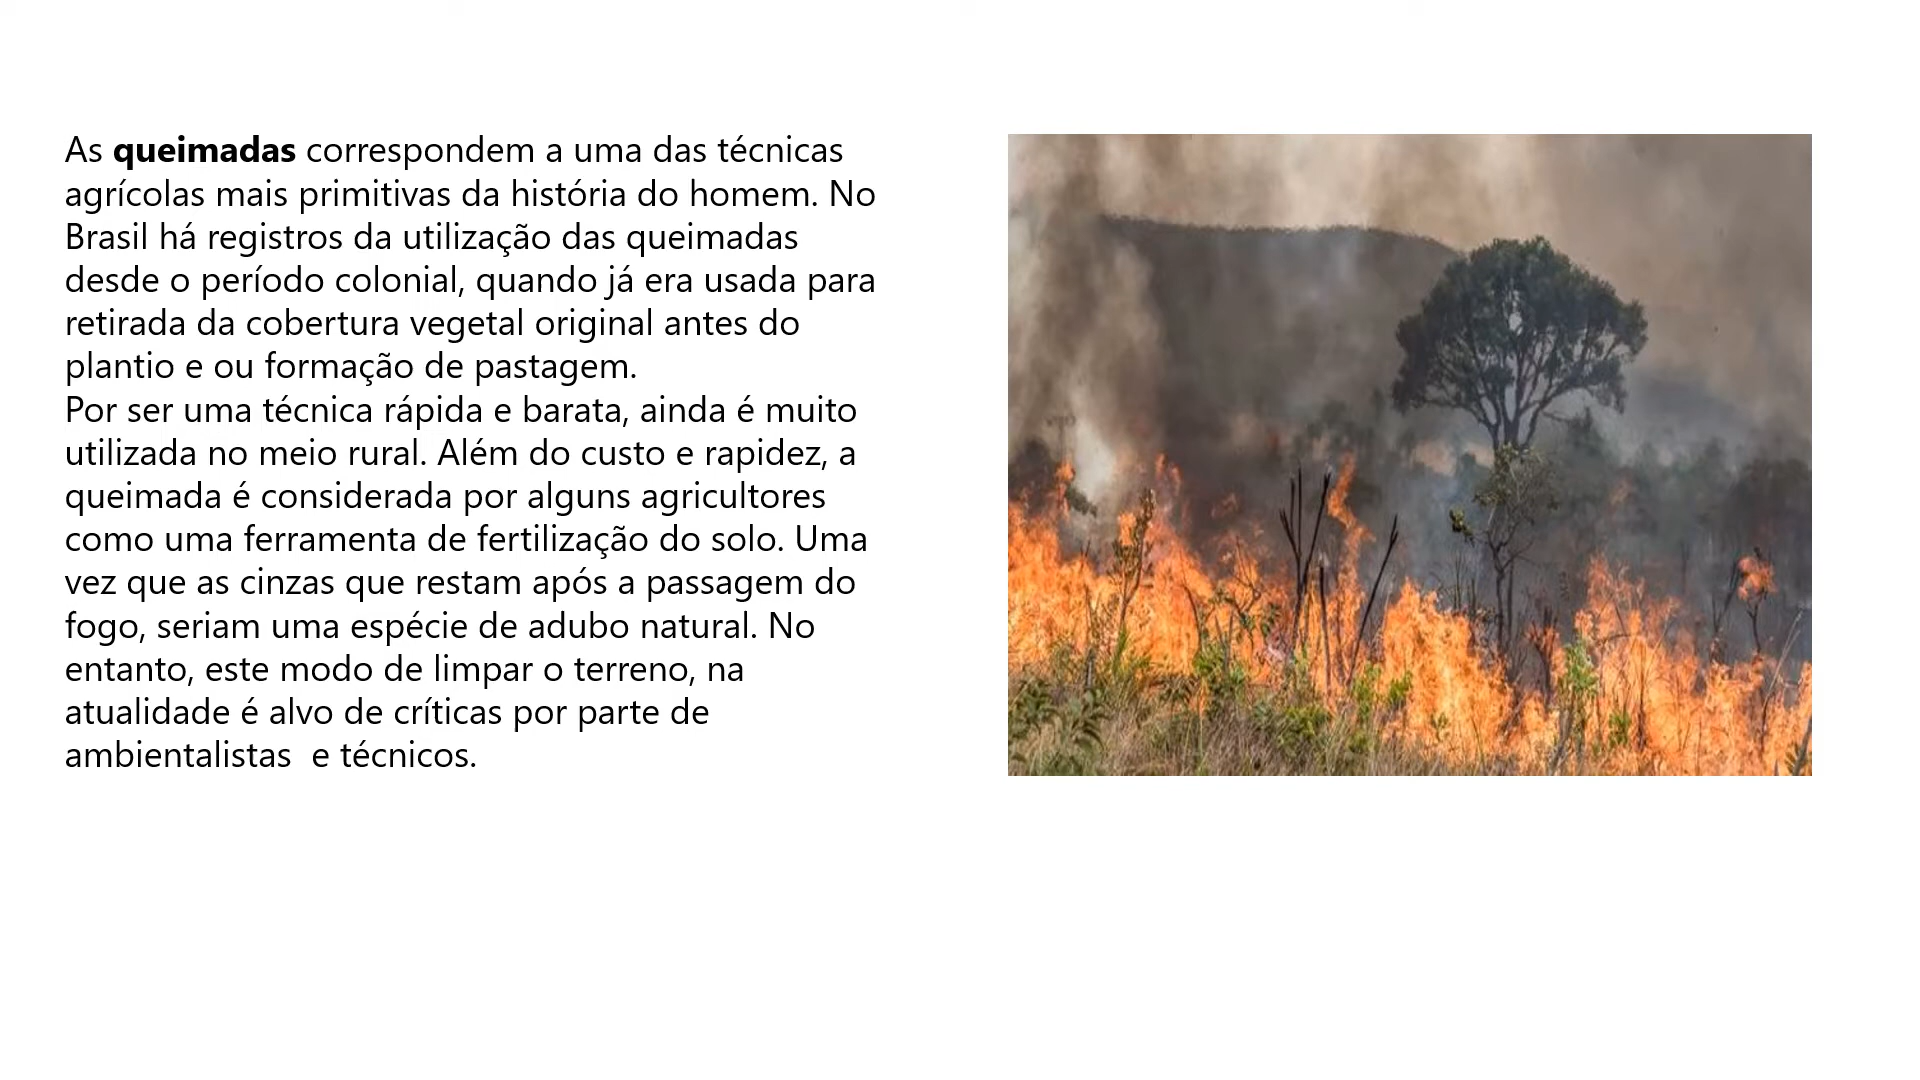 As queimadas correspondem a uma das técnicas
agrícolas mais primitivas da história do homem. No
Brasil há registros da utilização das queimadas
desde o período colonial, quando já era usada para
retirada da cobertura vegetal original antes do
plantio e ou formação de pastagem.
Por ser uma técnica rápida e barata, ainda é muito
utilizada no meio rural. Além do custo e rapidez, a
queimada é considerada por alguns agricultores
como uma ferramenta de fertilização do solo. Uma
vez que as cinzas que restam após a passagem do
fogo, seriam uma espécie de adubo natural. No
entanto, este modo de limpar o terreno, na
atualidade é alvo de críticas por parte de
ambientalistas  e técnicos.